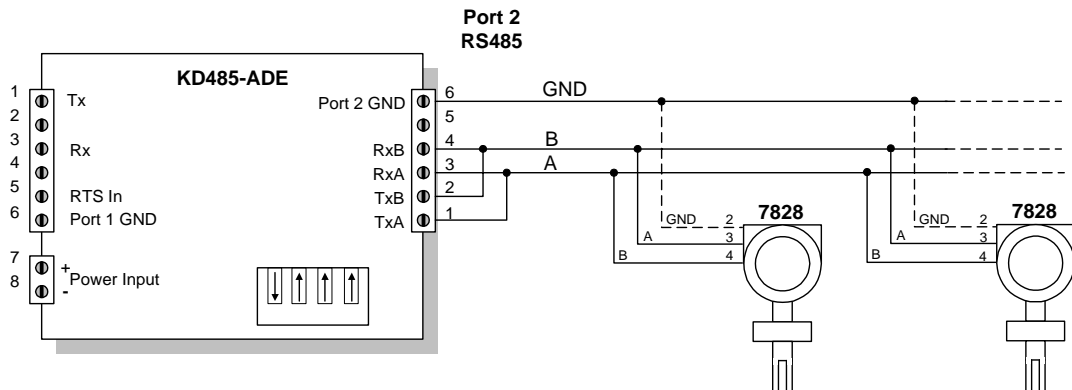 Port 2
RS485
KD485-ADE
1 Tx
2
3 Rx
4
5 RTS In
6 Port 1 GND
7 + Power Input
8 -
Port 2 GND 6 GND
5
RxB 4 B
RxA 3 A
TxB 2
TxA 1
7828
GND 2
A 3
B 4
7828
GND 2
A 3
B 4